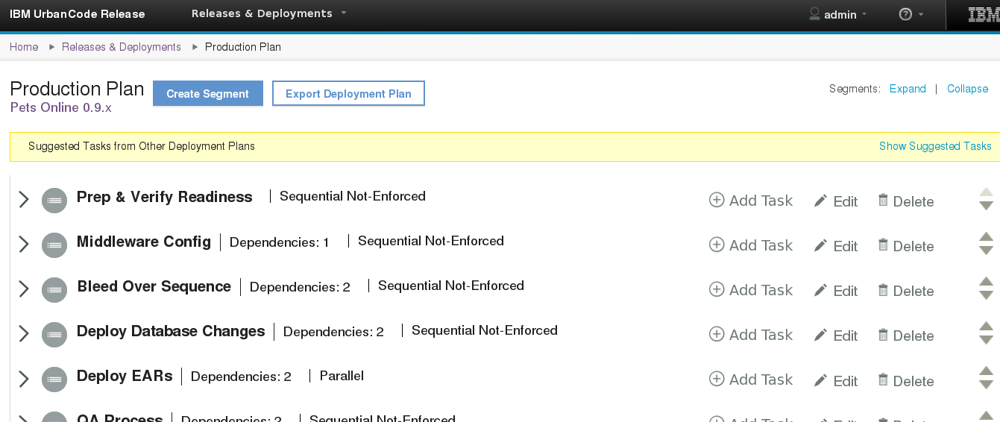 IBM UrbanCode Release Releases & Deployments admin ? IBM
Home Releases & Deployments Production Plan
Production Plan Create Segment Export Deployment Plan Segments: Expand | Collapse
Pets Online 0.9.x
Suggested Tasks from Other Deployment Plans Show Suggested Tasks
Prep & Verify Readiness | Sequential Not-Enforced Add Task Edit Delete
Middleware Config | Dependencies: 1 | Sequential Not-Enforced Add Task Edit Delete
Bleed Over Sequence | Dependencies: 2 | Sequential Not-Enforced Add Task Edit Delete
Deploy Database Changes | Dependencies: 2 | Sequential Not-Enforced Add Task Edit Delete
Deploy EARs | Dependencies: 2 | Parallel Add Task Edit Delete
QA Process | Dependencies: 2 | Sequential Not-Enforced Add Task Edit Delete